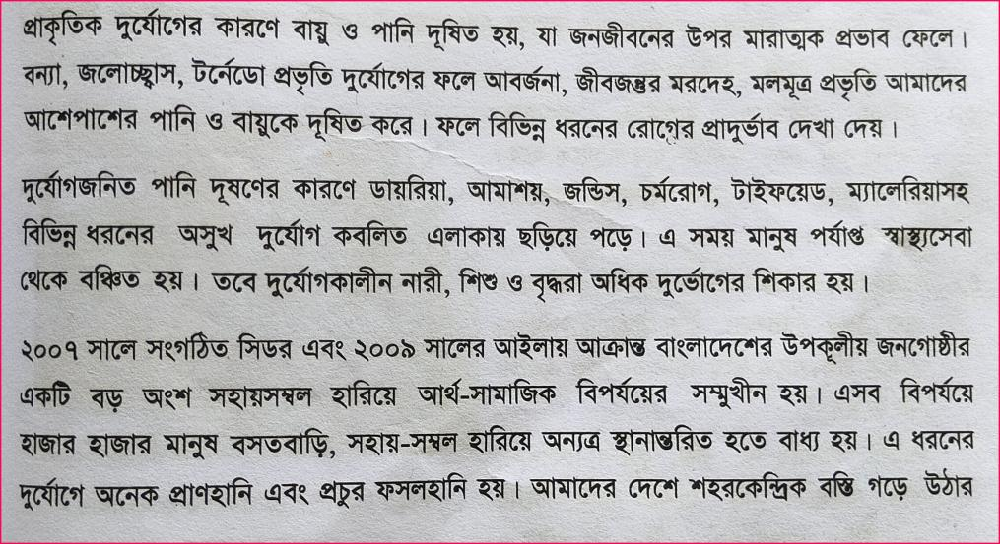 প্রাকৃতিক দুর্যোগের কারণে বায়ু ও পানি দূষিত হয়, যা জনজীবনের উপর মারাত্মক প্রভাব ফেলে।
বন্যা, জলোচ্ছ্বাস, টর্নেডো প্রভৃতি দুর্যোগের ফলে আবর্জনা, জীবজন্তুর মরদেহ, মলমূত্র প্রভৃতি আমাদের
আশেপাশের পানি ও বায়ুকে দূষিত করে। ফলে বিভিন্ন ধরনের রোগের প্রাদুর্ভাব দেখা দেয়।
দুর্যোগজনিত পানি দূষণের কারণে ডায়রিয়া, আমাশয়, জন্ডিস, চর্মরোগ, টাইফয়েড, ম্যালেরিয়াসহ
বিভিন্ন ধরনের অসুখ দুর্যোগ কবলিত এলাকায় ছড়িয়ে পড়ে। এ সময় মানুষ পর্যাপ্ত স্বাস্থ্যসেবা
থেকে বঞ্চিত হয়। তবে দুর্যোগকালীন নারী, শিশু ও বৃদ্ধরা অধিক দুর্ভোগের শিকার হয়।
২০০৭ সালে সংগঠিত সিডর এবং ২০০৯ সালের আইলায় আক্রান্ত বাংলাদেশের উপকূলীয় জনগোষ্ঠীর
একটি বড় অংশ সহায়সম্বল হারিয়ে আর্থ-সামাজিক বিপর্যয়ের সম্মুখীন হয়। এসব বিপর্যয়ে
হাজার হাজার মানুষ বসতবাড়ি, সহায়-সম্বল হারিয়ে অন্যত্র স্থানান্তরিত হতে বাধ্য হয়। এ ধরনের
দুর্যোগে অনেক প্রাণহানি এবং প্রচুর ফসলহানি হয়। আমাদের দেশে শহরকেন্দ্রিক বস্তি গড়ে উঠার